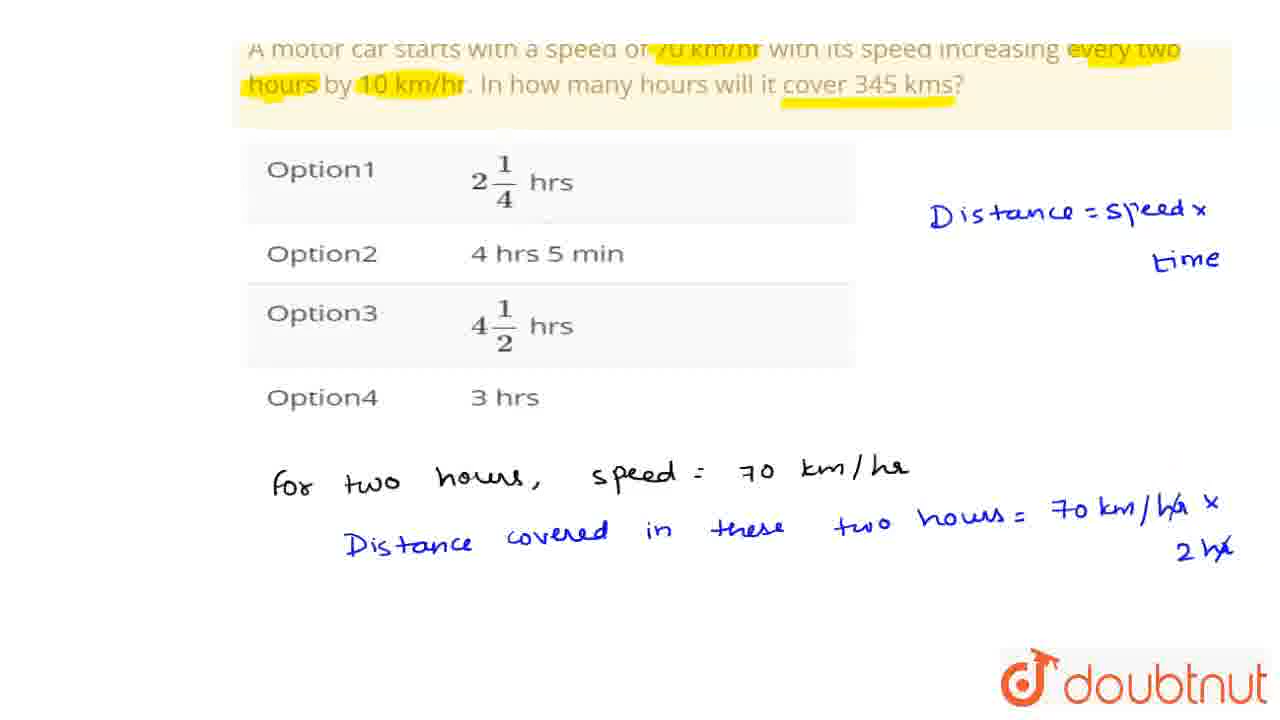 A motor car starts with a speed of 70 km/hr with its speed increasing every two
hours by 10 km/hr. In how many hours will it cover 345 kms?
Option1 2 1/4 hrs
Option2 4 hrs 5 min
Option3 4 1/2 hrs
Option4 3 hrs
Distance = speed ×
time
For two hours, speed = 70 km/hr
Distance covered in these two hours = 70 km/hr ×
2 hr
doubtnut